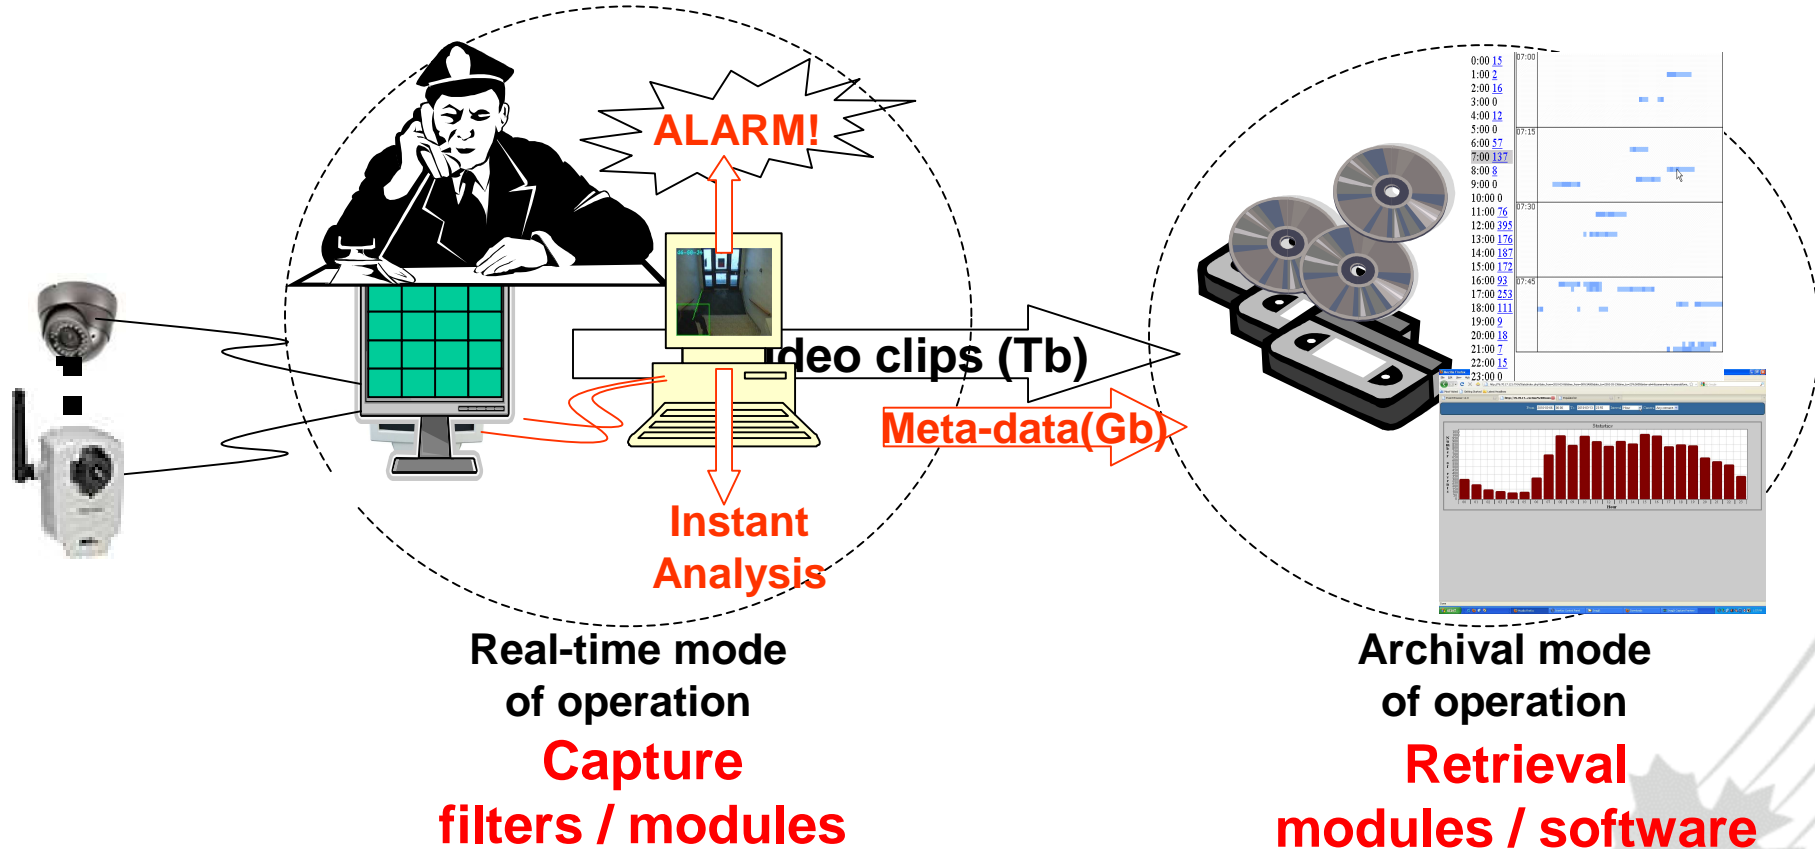 ALARM!
ideo clips (Tb)
Meta-data(Gb)
Instant
Analysis
Real-time mode
of operation
Capture
filters / modules
0:00 15
1:00 2
2:00 16
3:00 0
4:00 12
5:00 0
6:00 57
7:00 137
8:00 8
9:00 0
10:00 0
11:00 76
12:00 395
13:00 176
14:00 187
15:00 172
16:00 93
17:00 253
18:00 111
19:00 9
20:00 18
21:00 7
22:00 15
23:00 0
07:00
07:15
07:30
07:45
Statistics
Number of events
Hour
Archival mode
of operation
Retrieval
modules / software